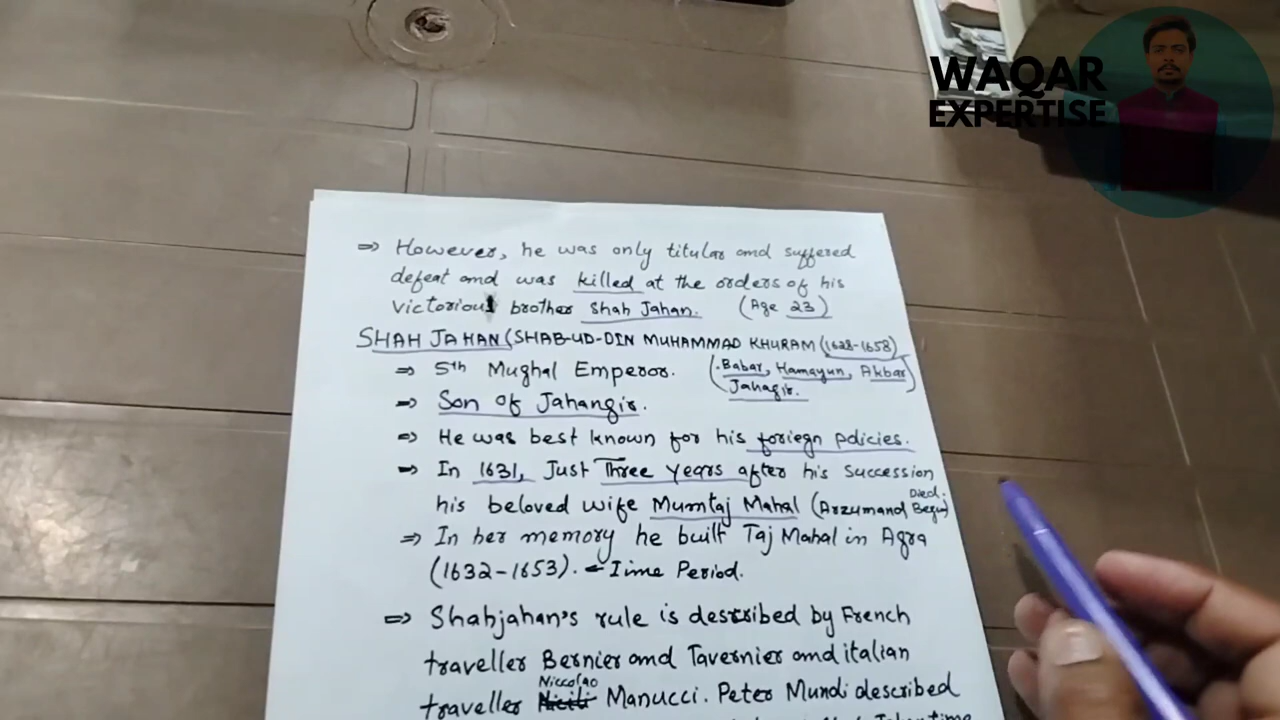 WAQAR
EXPERTISE
⇒ However, he was only titular and suffered
defeat and was killed at the orders of his
victorious brother Shah Jahan. (Age 23)
SHAH JAHAN (SHAB-UD-DIN MUHAMMAD KHURAM (1628-1658)
⇒ 5th Mughal Emperor. (Babar, Hamayun, Akbar
Jahagir.)
⇒ Son of Jahangir.
⇒ He was best known for his foriegn policies.
⇒ In 1631, Just Three years after his succession
his beloved wife Mumtaj Mahal (Arzumand Begum) Died.
⇒ In her memory he built Taj Mahal in Agra
(1632-1653). ← Time Period.
⇒ Shahjahan's rule is described by French
traveller Bernier and Tavernier and italian
traveller Niccolao Manucci. Peter Mundi described